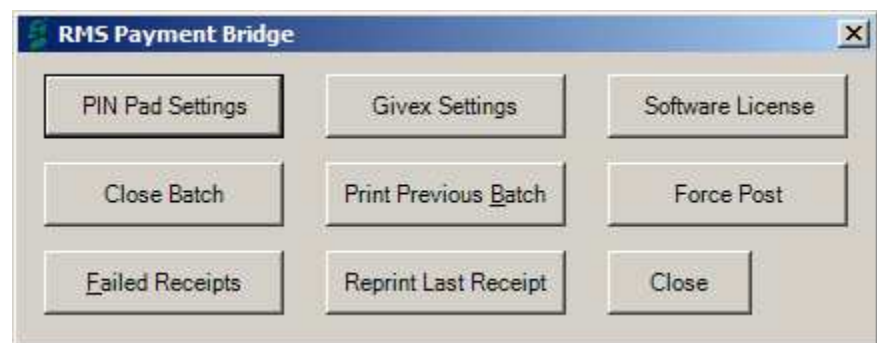 RMS Payment Bridge
PIN Pad Settings
Givex Settings
Software License
Close Batch
Print Previous Batch
Force Post
Failed Receipts
Reprint Last Receipt
Close